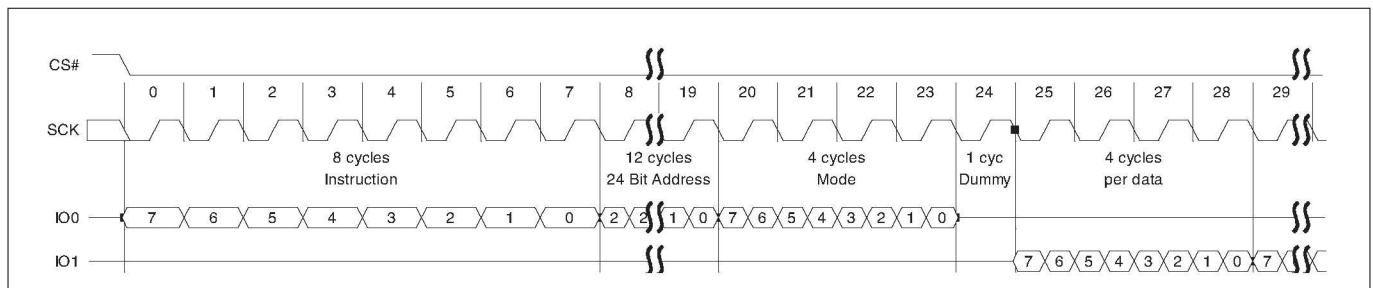 CS#
0 1 2 3 4 5 6 7 8 19 20 21 22 23 24 25 26 27 28 29
SCK
8 cycles 12 cycles 4 cycles 1 cyc 4 cycles
Instruction 24 Bit Address Mode Dummy per data
IO0 7 6 5 4 3 2 1 0 2 2 1 0 7 6 5 4 3 2 1 0
IO1 7 6 5 4 3 2 1 0 7